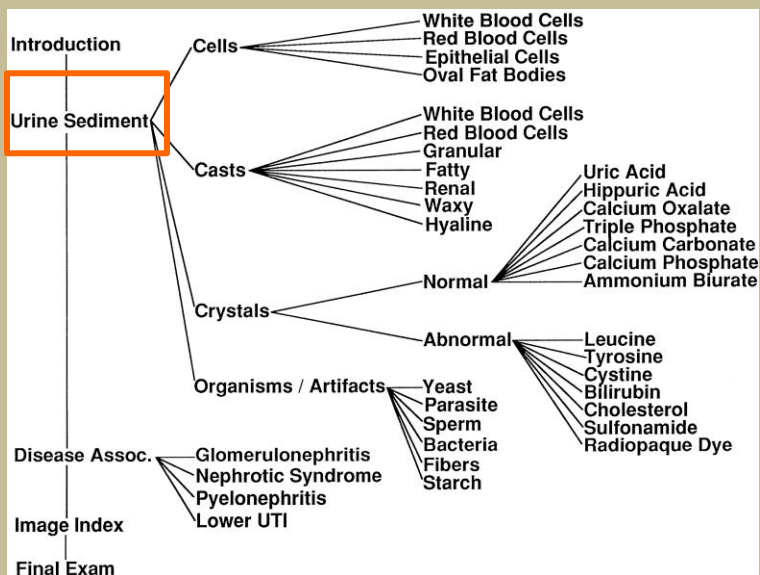 Introduction
Urine Sediment
Cells
White Blood Cells
Red Blood Cells
Epithelial Cells
Oval Fat Bodies
Casts
White Blood Cells
Red Blood Cells
Granular
Fatty
Renal
Waxy
Hyaline
Crystals
Normal
Uric Acid
Hippuric Acid
Calcium Oxalate
Triple Phosphate
Calcium Carbonate
Calcium Phosphate
Ammonium Biurate
Abnormal
Leucine
Tyrosine
Cystine
Bilirubin
Cholesterol
Sulfonamide
Radiopaque Dye
Organisms / Artifacts
Yeast
Parasite
Sperm
Bacteria
Fibers
Starch
Disease Assoc.
Glomerulonephritis
Nephrotic Syndrome
Pyelonephritis
Lower UTI
Image Index
Final Exam